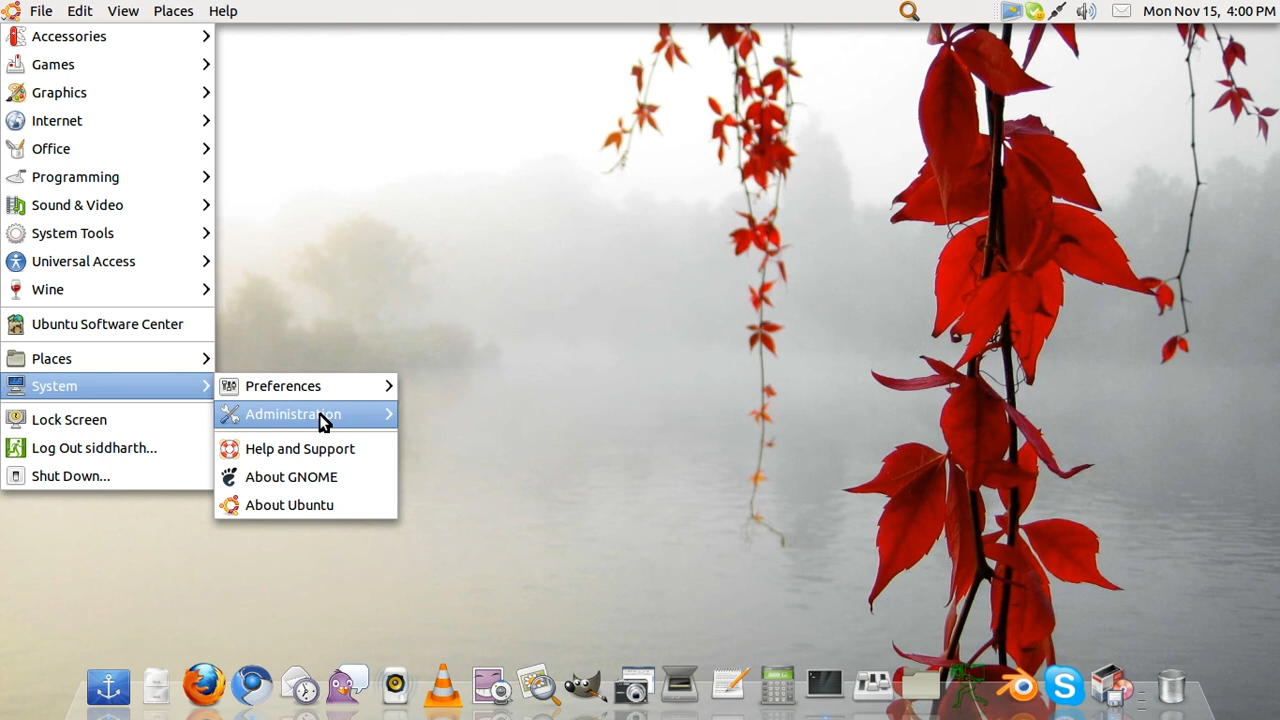 File Edit View Places Help Mon Nov 15, 4:00 PM
Accessories
Games
Graphics
Internet
Office
Programming
Sound & Video
System Tools
Universal Access
Wine
Ubuntu Software Center
Places
System
Lock Screen
Log Out siddharth...
Shut Down...
Preferences
Administration
Help and Support
About GNOME
About Ubuntu